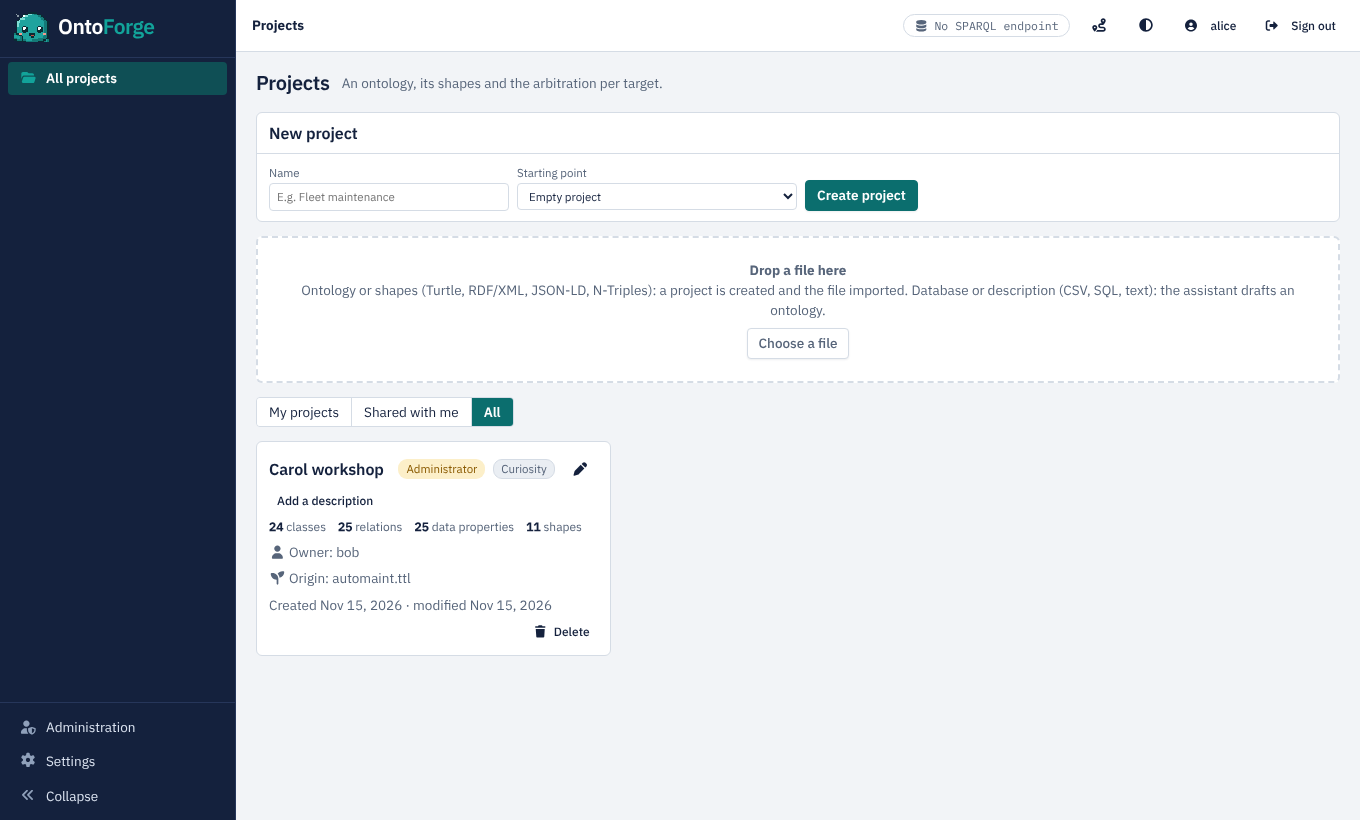 OntoForge
Projects
No SPARQL endpoint
alice
Sign out
All projects
Projects
An ontology, its shapes and the arbitration per target.
New project
Name
Starting point
E.g. Fleet maintenance
Empty project
Create project
Drop a file here
Ontology or shapes (Turtle, RDF/XML, JSON-LD, N-Triples): a project is created and the file imported. Database or description (CSV, SQL, text): the assistant drafts an
ontology.
Choose a file
My projects
Shared with me
All
Carol workshop
Administrator
Curiosity
Add a description
24 classes 25 relations 25 data properties 11 shapes
Owner: bob
Origin: automaint.ttl
Created Nov 15, 2026 · modified Nov 15, 2026
Delete
Administration
Settings
Collapse